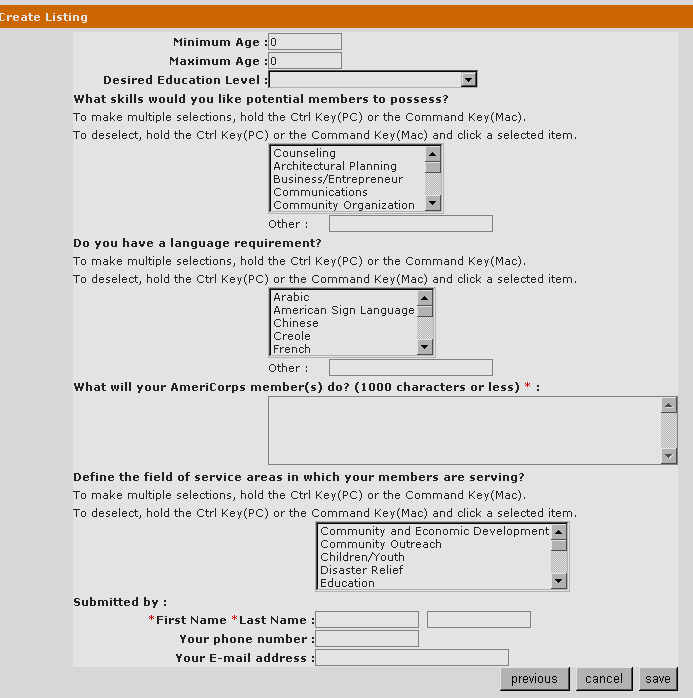 Create Listing
Minimum Age : 0
Maximum Age : 0
Desired Education Level :
What skills would you like potential members to possess?
To make multiple selections, hold the Ctrl Key(PC) or the Command Key(Mac).
To deselect, hold the Ctrl Key(PC) or the Command Key(Mac) and click a selected item.
Counseling
Architectural Planning
Business/Entrepreneur
Communications
Community Organization
Other :
Do you have a language requirement?
To make multiple selections, hold the Ctrl Key(PC) or the Command Key(Mac).
To deselect, hold the Ctrl Key(PC) or the Command Key(Mac) and click a selected item.
Arabic
American Sign Language
Chinese
Creole
French
Other :
What will your AmeriCorps member(s) do? (1000 characters or less) * :
Define the field of service areas in which your members are serving?
To make multiple selections, hold the Ctrl Key(PC) or the Command Key(Mac).
To deselect, hold the Ctrl Key(PC) or the Command Key(Mac) and click a selected item.
Community and Economic Development
Community Outreach
Children/Youth
Disaster Relief
Education
Submitted by :
*First Name *Last Name :
Your phone number :
Your E-mail address :
previous cancel save